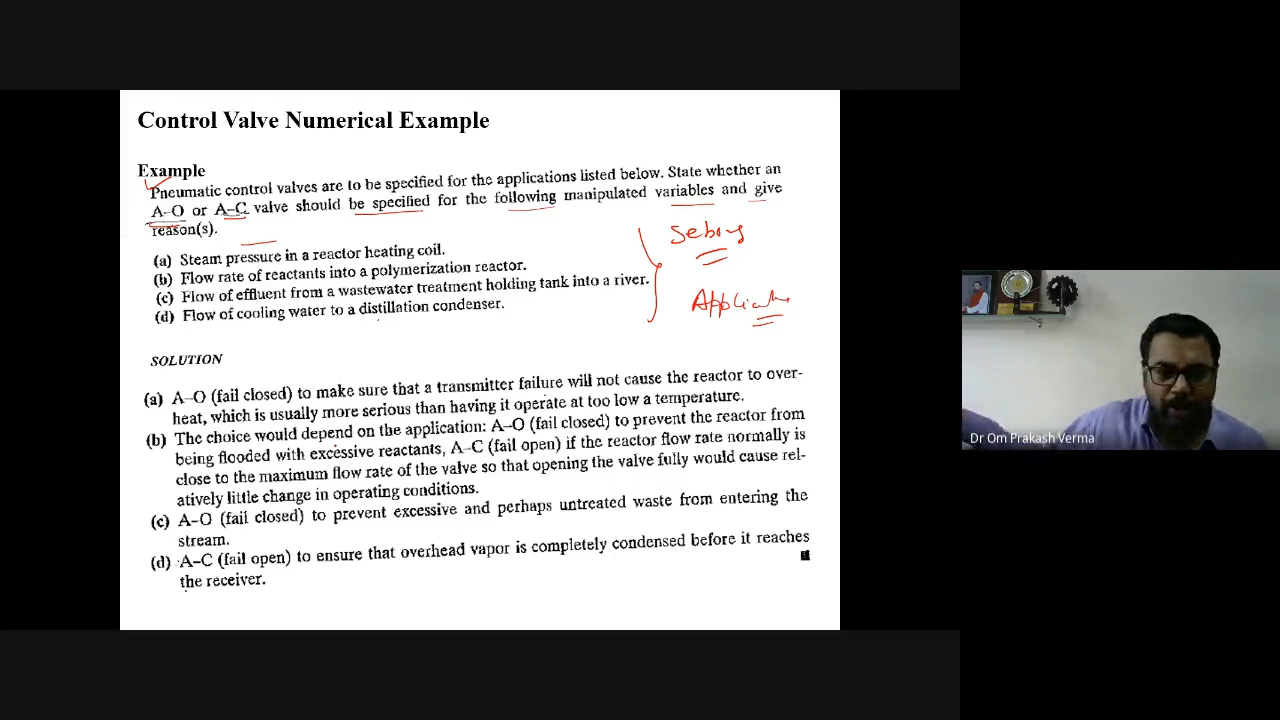 Control Valve Numerical Example
Example
Pneumatic control valves are to be specified for the applications listed below. State whether an
A–O or A–C valve should be specified for the following manipulated variables and give
reason(s).
(a) Steam pressure in a reactor heating coil.
(b) Flow rate of reactants into a polymerization reactor.
(c) Flow of effluent from a wastewater treatment holding tank into a river.
(d) Flow of cooling water to a distillation condenser.
SOLUTION
(a) A–O (fail closed) to make sure that a transmitter failure will not cause the reactor to over-
heat, which is usually more serious than having it operate at too low a temperature.
(b) The choice would depend on the application: A–O (fail closed) to prevent the reactor from
being flooded with excessive reactants, A–C (fail open) if the reactor flow rate normally is
close to the maximum flow rate of the valve so that opening the valve fully would cause rel-
atively little change in operating conditions.
(c) A–O (fail closed) to prevent excessive and perhaps untreated waste from entering the
stream.
(d) A–C (fail open) to ensure that overhead vapor is completely condensed before it reaches
the receiver.
Dr Om Prakash Verma